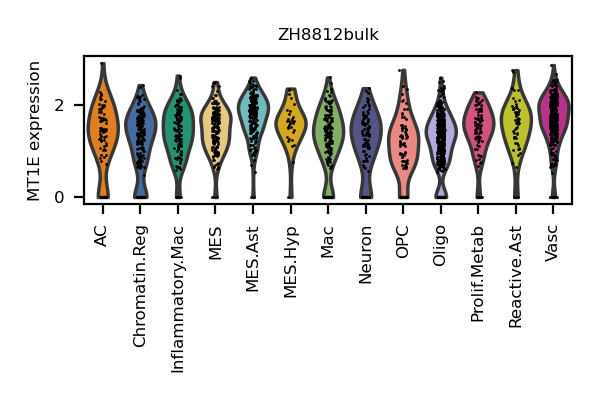 ZH8812bulk
MT1E expression
2
0
AC
Chromatin.Reg
Inflammatory.Mac
MES
MES.Ast
MES.Hyp
Mac
Neuron
OPC
Oligo
Prolif.Metab
Reactive.Ast
Vasc